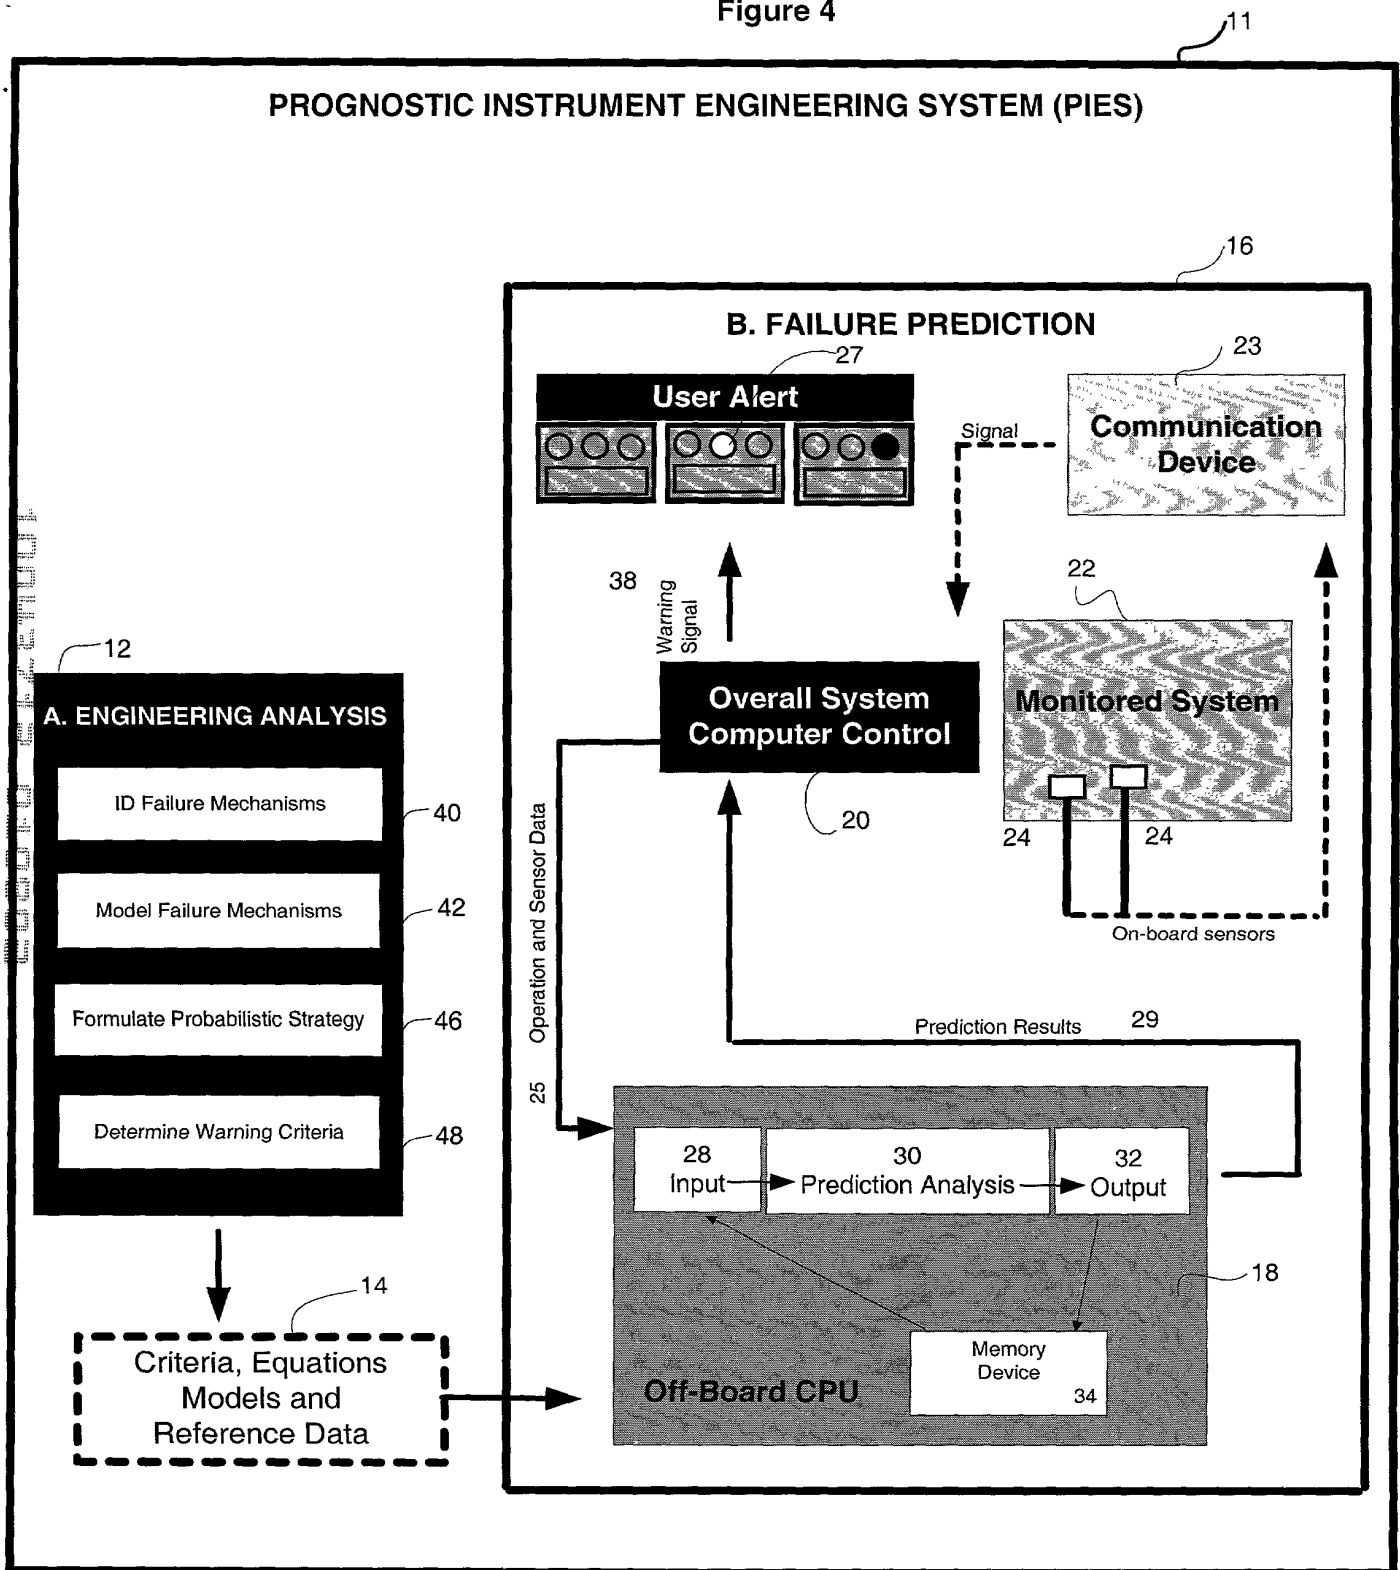 Figure 4
11
PROGNOSTIC INSTRUMENT ENGINEERING SYSTEM (PIES)
16
B. FAILURE PREDICTION
27
23
User Alert
Communication
Device
Signal
38
Warning
Signal
22
12
A. ENGINEERING ANALYSIS
Overall System
Computer Control
Monitored System
ID Failure Mechanisms
40
20
24
24
Model Failure Mechanisms
42
On-board sensors
Operation and Sensor Data
25
Formulate Probabilistic Strategy
46
Prediction Results
29
Determine Warning Criteria
48
28
Input
30
Prediction Analysis
32
Output
18
14
Criteria, Equations
Models and
Reference Data
Memory
Device
34
Off-Board CPU